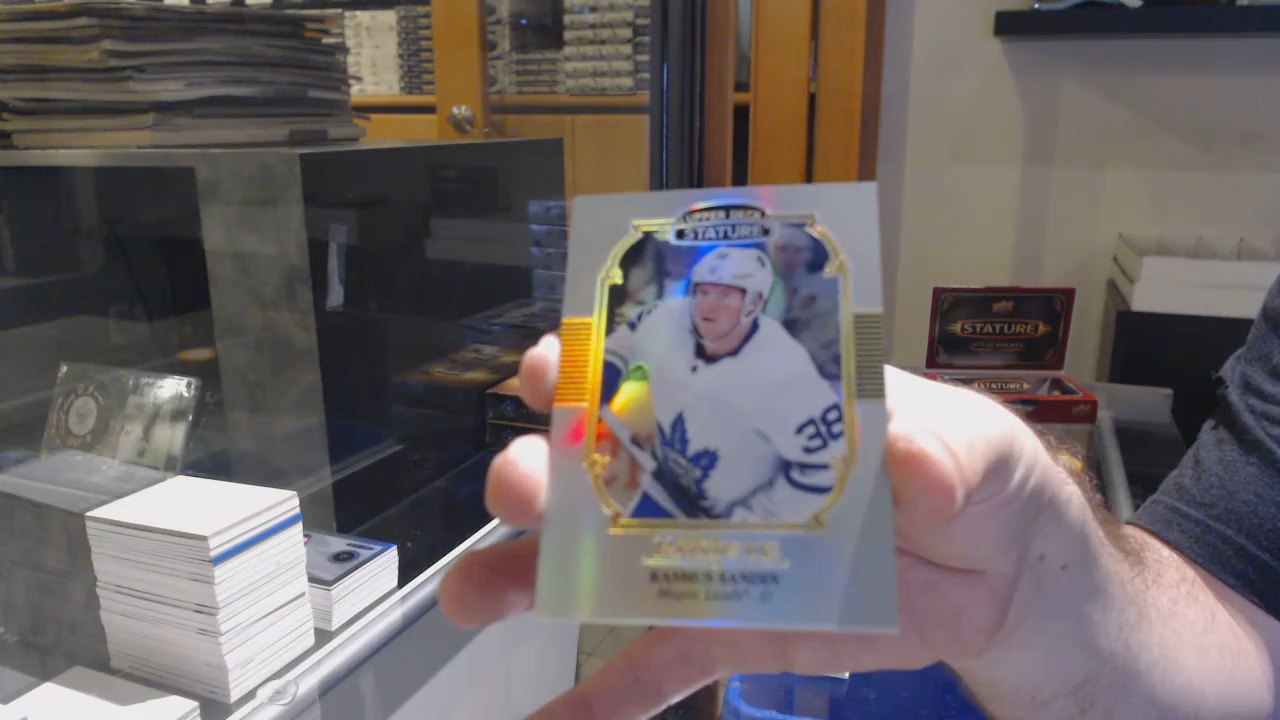 UPPER DECK
STATURE
38
RASMUS SANDIN
Maple Leafs - D
STATURE
STATURE